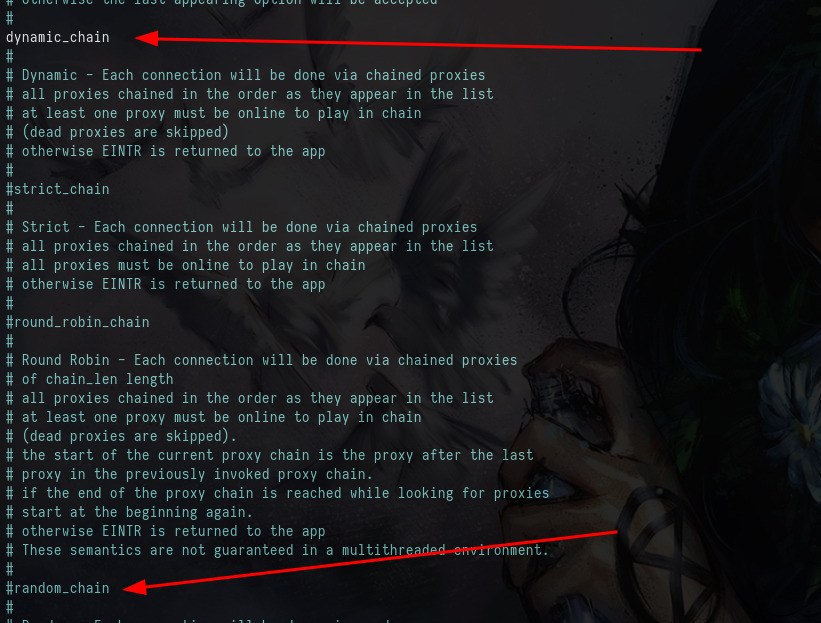 # otherwise the last appearing option will be accepted
#
dynamic_chain
#
# Dynamic - Each connection will be done via chained proxies
# all proxies chained in the order as they appear in the list
# at least one proxy must be online to play in chain
# (dead proxies are skipped)
# otherwise EINTR is returned to the app
#
#strict_chain
#
# Strict - Each connection will be done via chained proxies
# all proxies chained in the order as they appear in the list
# all proxies must be online to play in chain
# otherwise EINTR is returned to the app
#
#round_robin_chain
#
# Round Robin - Each connection will be done via chained proxies
# of chain_len length
# all proxies chained in the order as they appear in the list
# at least one proxy must be online to play in chain
# (dead proxies are skipped).
# the start of the current proxy chain is the proxy after the last
# proxy in the previously invoked proxy chain.
# if the end of the proxy chain is reached while looking for proxies
# start at the beginning again.
# otherwise EINTR is returned to the app
# These semantics are not guaranteed in a multithreaded environment.
#
#random_chain
#